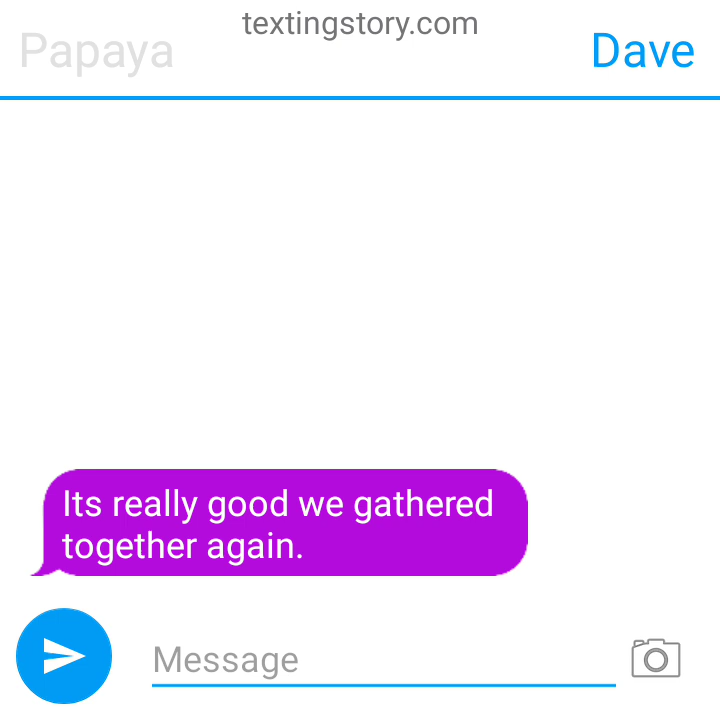 textingstory.com
Papaya
Dave
Its really good we gathered
together again.
Message